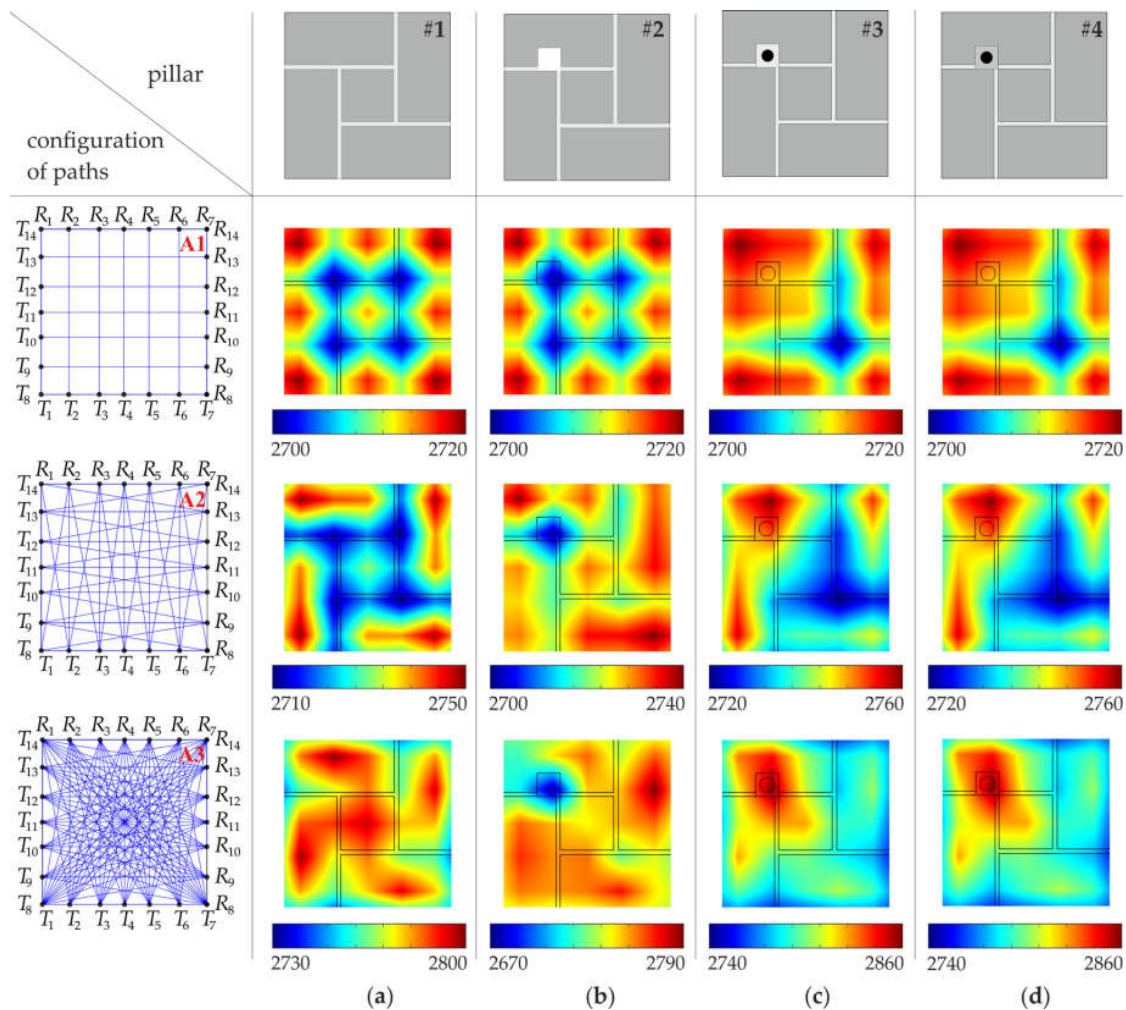 pillar
configuration
of paths
#1
#2
#3
#4
R1 R2 R3 R4 R5 R6 R7
T14 A1 R14
T13 R13
T12 R12
T11 R11
T10 R10
T9 R9
T8 R8
T1 T2 T3 T4 T5 T6 T7
2700 2720
2700 2720
2700 2720
2700 2720
R1 R2 R3 R4 R5 R6 R7
T14 A2 R14
T13 R13
T12 R12
T11 R11
T10 R10
T9 R9
T8 R8
T1 T2 T3 T4 T5 T6 T7
2710 2750
2700 2740
2720 2760
2720 2760
R1 R2 R3 R4 R5 R6 R7
T14 A3 R14
T13 R13
T12 R12
T11 R11
T10 R10
T9 R9
T8 R8
T1 T2 T3 T4 T5 T6 T7
2730 2800
2670 2790
2740 2860
2740 2860
(a)
(b)
(c)
(d)